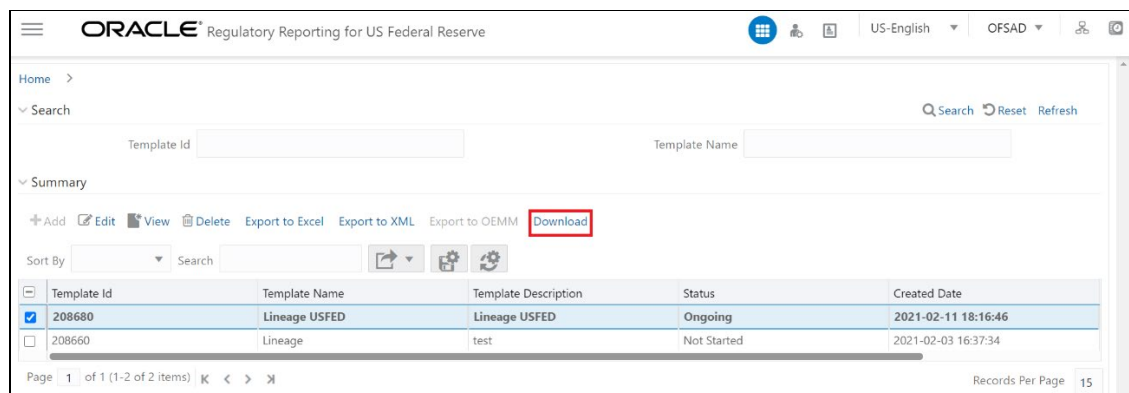 ORACLE® Regulatory Reporting for US Federal Reserve US-English OFSAD
Home >
Search Search Reset Refresh
Template Id Template Name
Summary
Add Edit View Delete Export to Excel Export to XML Export to OEMM Download
Sort By Search
Template Id Template Name Template Description Status Created Date
208680 Lineage USFED Lineage USFED Ongoing 2021-02-11 18:16:46
208660 Lineage test Not Started 2021-02-03 16:37:34
Page 1 of 1 (1-2 of 2 items) Records Per Page 15